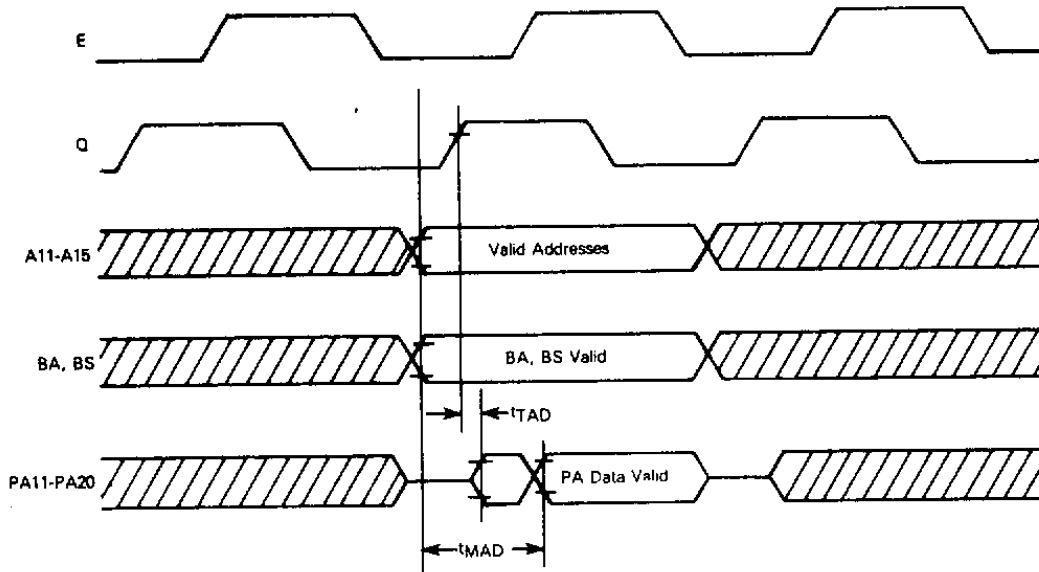 E
Q
A11-A15
Valid Addresses
BA, BS
BA, BS Valid
tTAD
PA11-PA20
PA Data Valid
tMAD